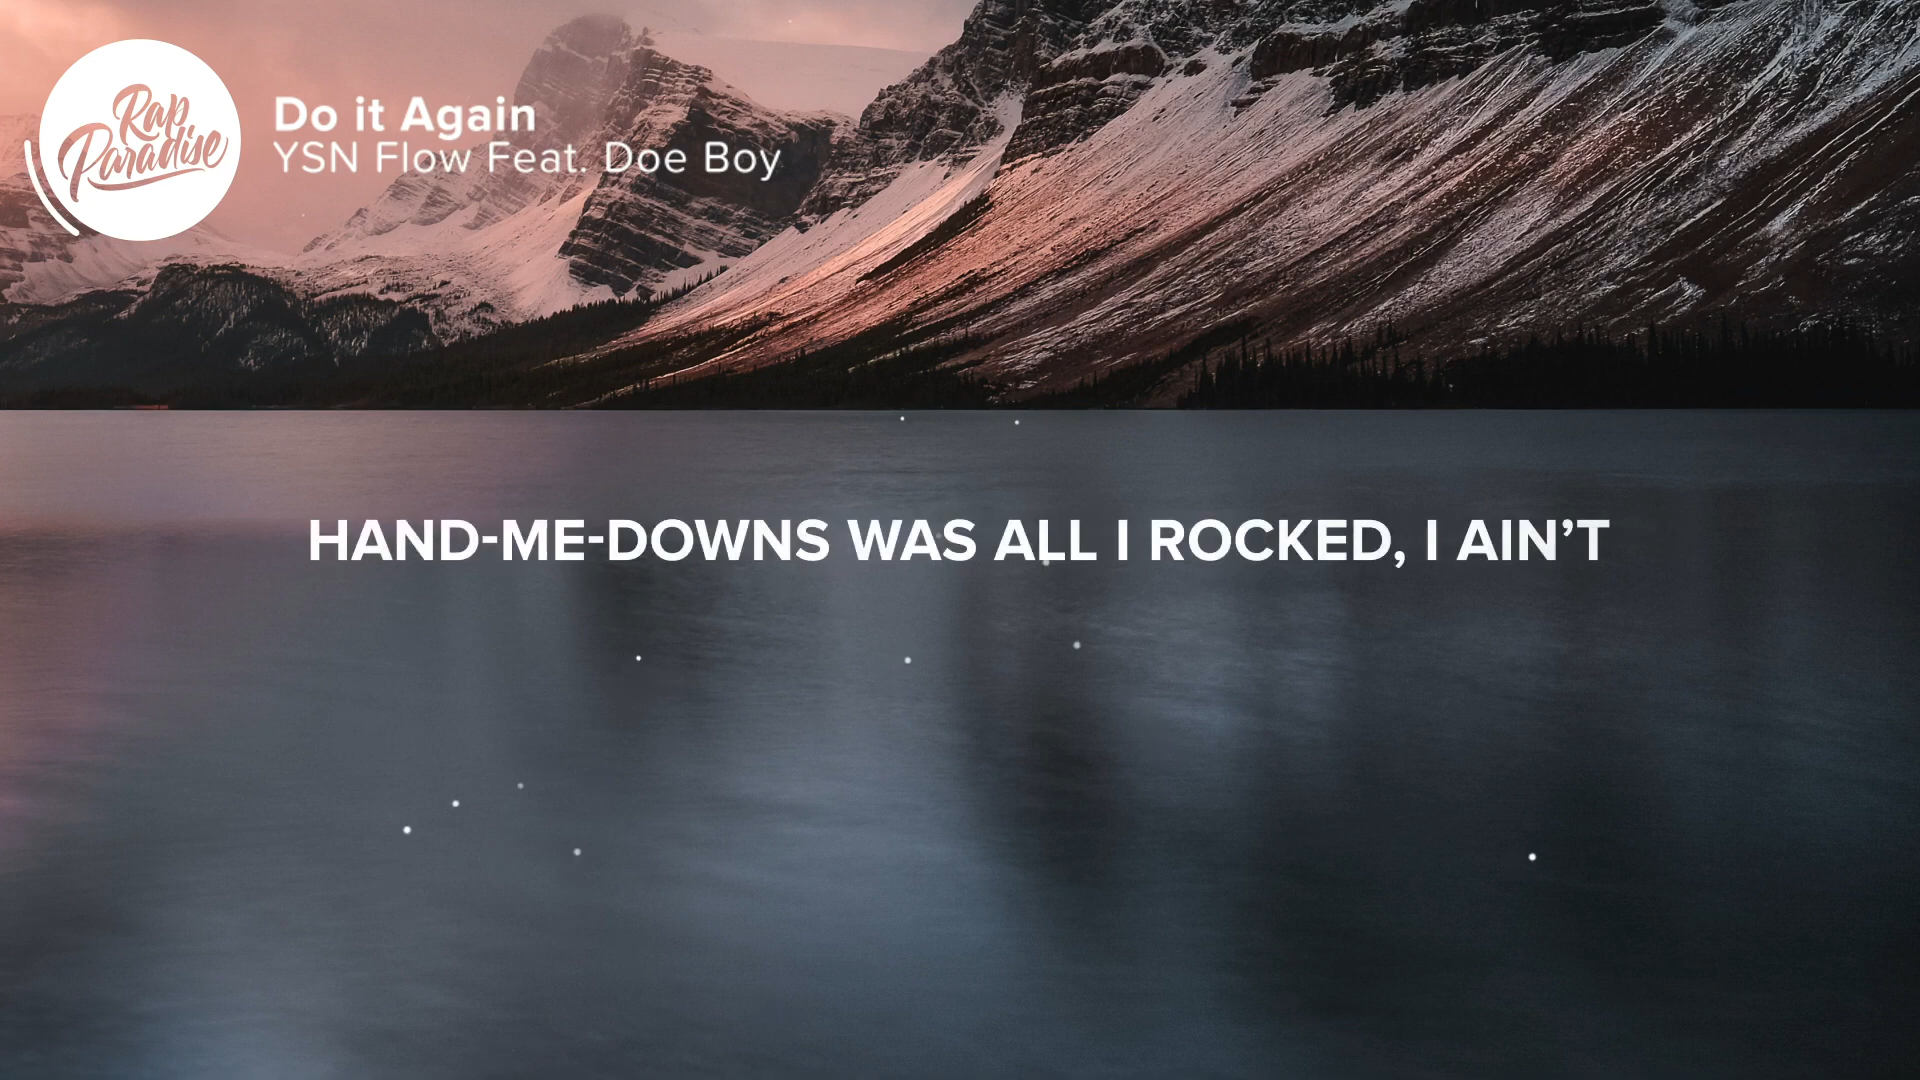 Rap
Paradise
Do it Again
YSN Flow Feat. Doe Boy
HAND-ME-DOWNS WAS ALL I ROCKED, I AIN’T